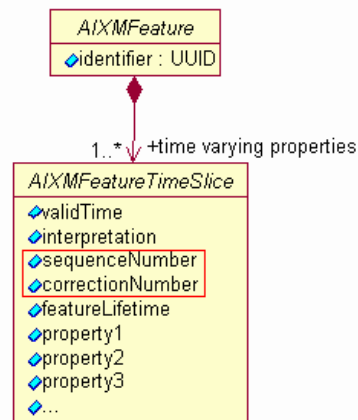 AIXMFeature
identifier : UUID
1..* +time varying properties
AIXMFeatureTimeSlice
validTime
interpretation
sequenceNumber
correctionNumber
featureLifetime
property1
property2
property3
...